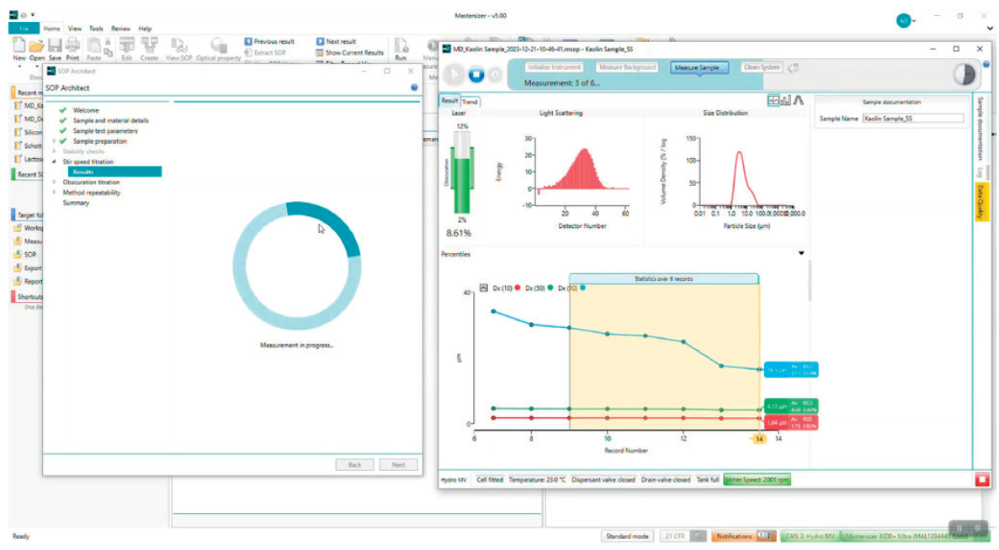 Mastersizer - v5.00
File Home View Tools Review Help
New Open Save Print Paste Edit Create View SOP Optical property
Previous result
Extract SOP
Next result
Show Current Results
Run
SOP Architect
SOP Architect
Welcome
Sample and material details
Sample test parameters
Sample preparation
Stability checks
Stir speed titration
Results
Obscuration titration
Method repeatability
Summary
Measurement in progress...
Back Next
Recent
MD_Ka
MD_De
Silicon
Schott
Lactos
Recent SO
Target fol
Works
Measu
SOP
Export
Report
Shortcuts
MD_Kaolin Sample_2023-12-21-10-46-41.mscp - Kaolin Sample_SS
Initialise Instrument Measure Background Measure Sample... Clean System
Measurement: 3 of 6...
Result Trend
Laser
12%
Obscuration
2%
8.61%
Light Scattering
Energy
30
20
10
0
-10
20 40 60
Detector Number
Size Distribution
Volume Density (% / log
150
100
50
0
0.01 0.1 1.0 10.0 100.0
Particle Size (µm)
Sample documentation
Sample Name Kaolin Sample_SS
Sample documentation
Log
Data Quality
Percentiles
Statistics over 6 records
Dx (10) Dx (50) Dx (90)
40
µm
0
6 8 10 12 14 14
Record Number
4.17 µm
1.64 µm
Hydro MV Cell fitted Temperature: 23.0 °C Dispersant valve closed Drain valve closed Tank full Stirrer Speed: 2001 rpm
Ready
Standard mode 21 CFR Notifications CAN 3: Hydro MV Mastersizer 3000+ Ultra